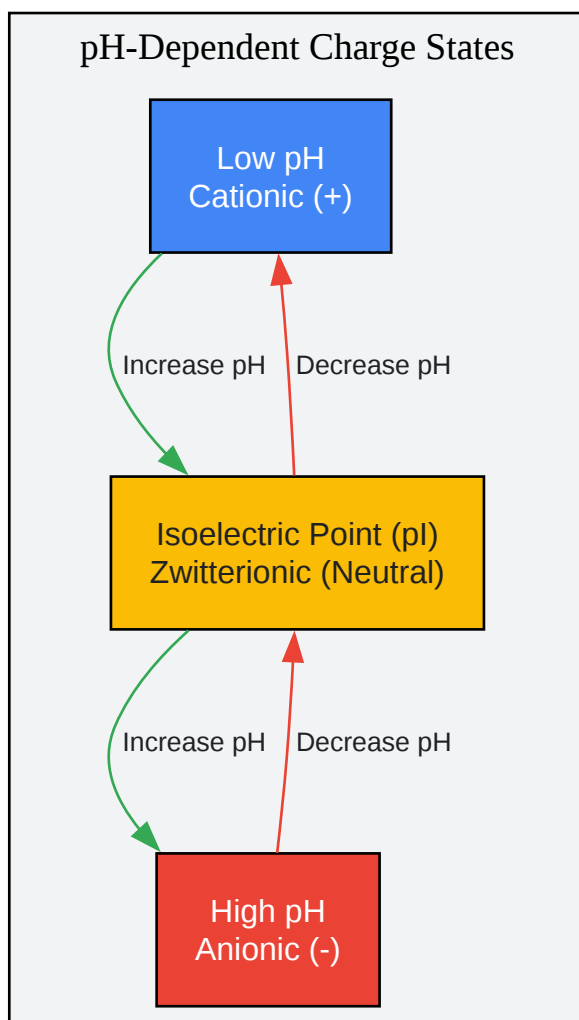 pH-Dependent Charge States
Low pH
Cationic (+)
Increase pH
Decrease pH
Isoelectric Point (pI)
Zwitterionic (Neutral)
Increase pH
Decrease pH
High pH
Anionic (-)